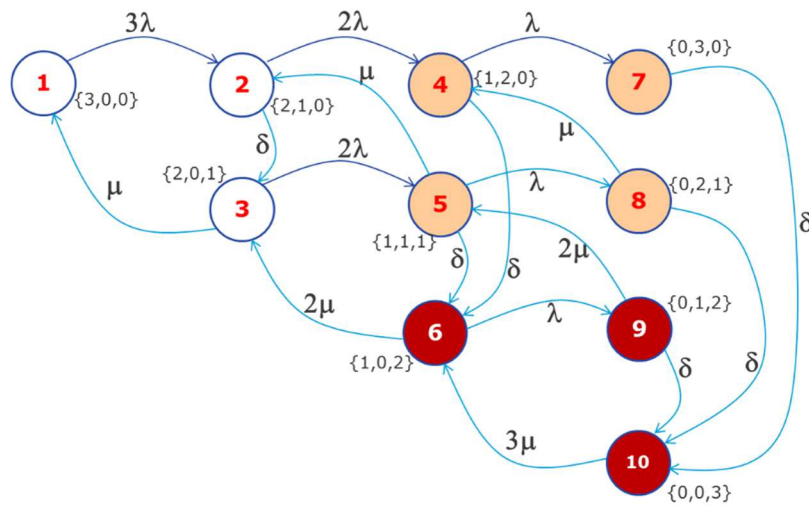 3λ
2λ
λ
{0,3,0}
1
2
μ
4
{1,2,0}
7
{3,0,0}
{2,1,0}
δ
μ
{2,0,1}
2λ
λ
μ
3
5
8
{0,2,1}
δ
{1,1,1}
δ
2μ
δ
2μ
λ
{0,1,2}
6
9
{1,0,2}
δ
δ
3μ
10
{0,0,3}